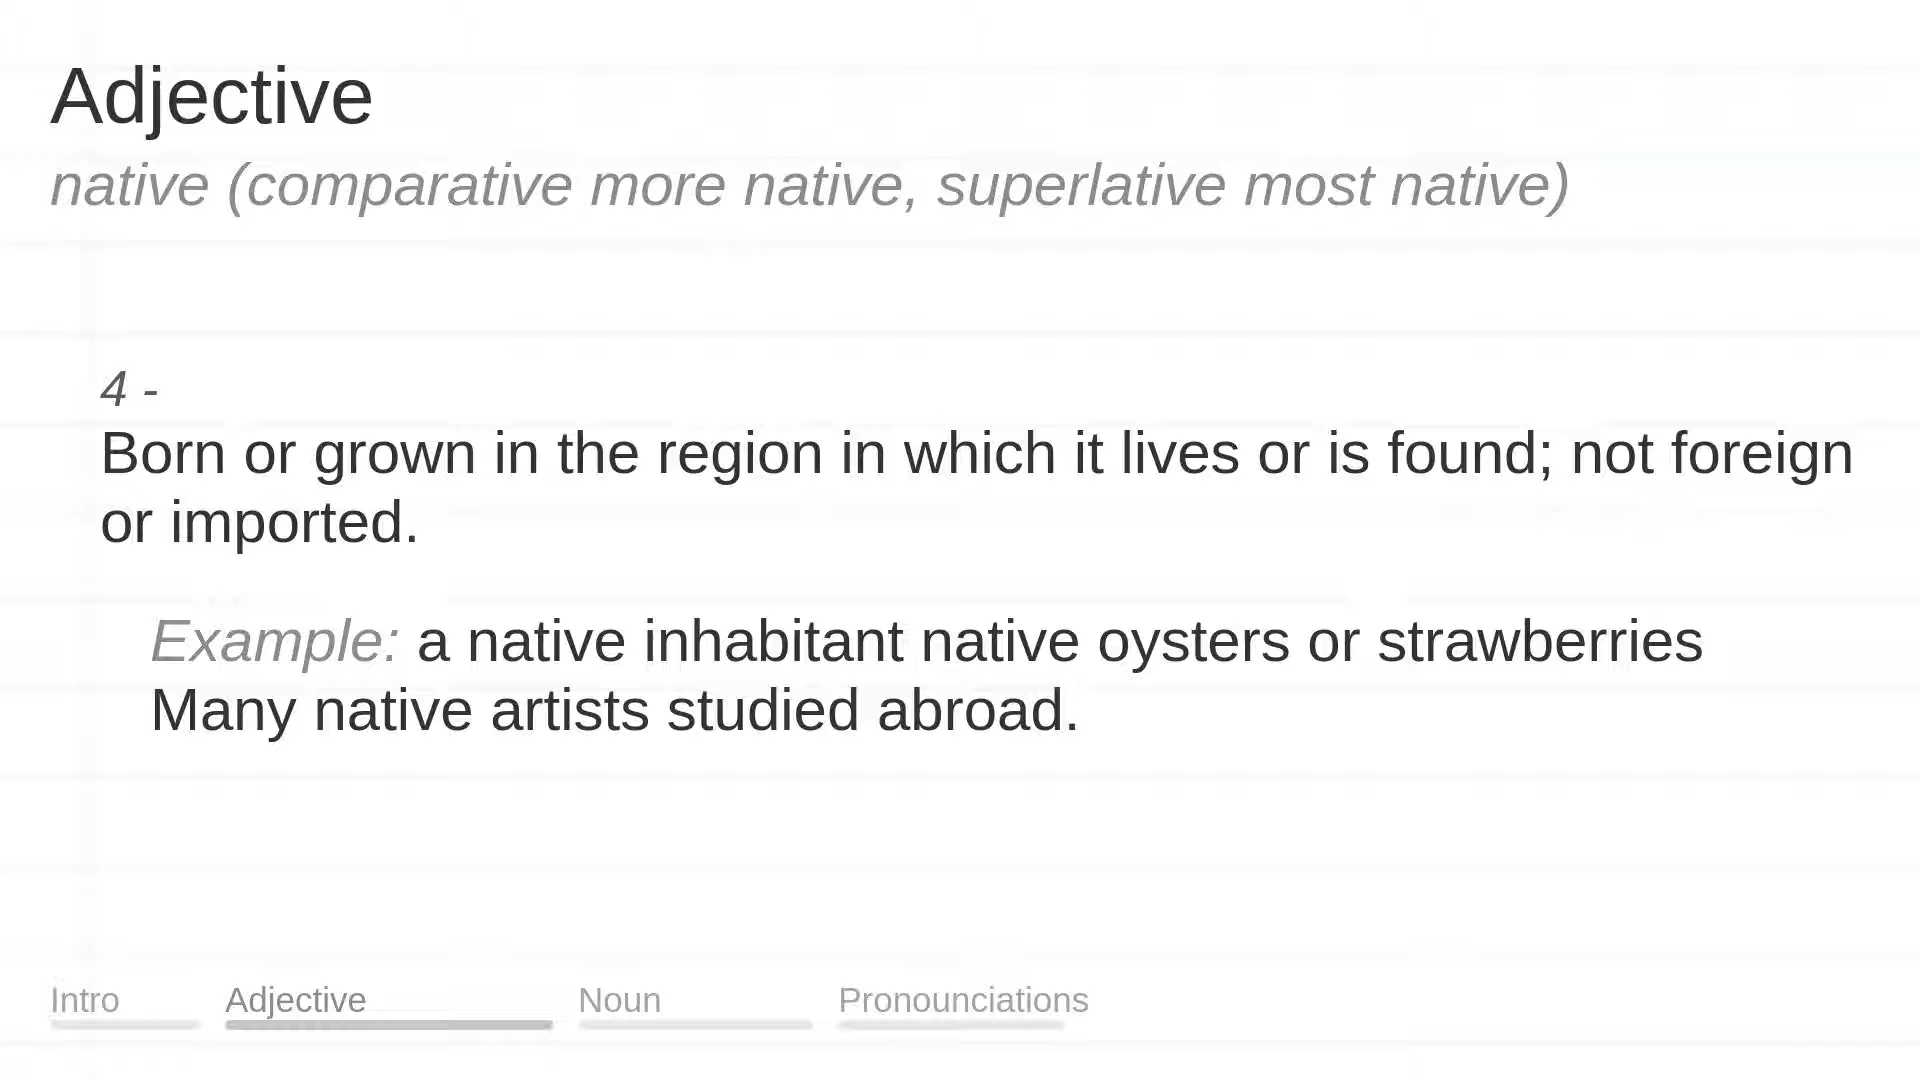 Adjective
native (comparative more native, superlative most native)
4 -
Born or grown in the region in which it lives or is found; not foreign
or imported.
Example: a native inhabitant native oysters or strawberries
Many native artists studied abroad.
Intro Adjective Noun Pronounciations